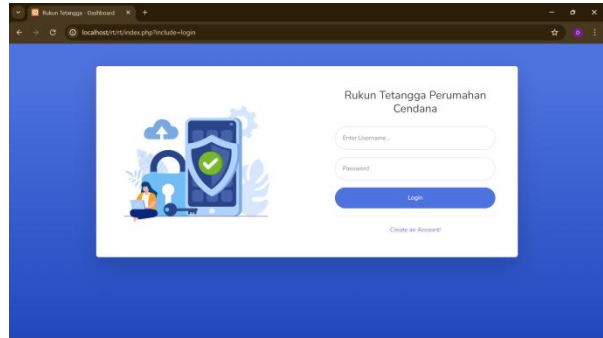 Rukun Tetangga - Dashboard
localhost/rt/rt/index.php?include=login
D
Rukun Tetangga Perumahan
Cendana
Enter Username...
Password
Login
Create an Account!